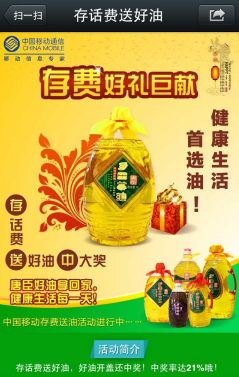 扫一扫
存话费送好油
中国移动通信
CHINA MOBILE
移动信息专家
存费好礼巨献
健康生活
首选油！
存话费
送好油中大奖
唐臣好油拿回家，
健康生活每一天！
中国移动存费送油活动进行中……
活动简介
存话费送好油，好油开盖还中奖！中奖率达21%哦！